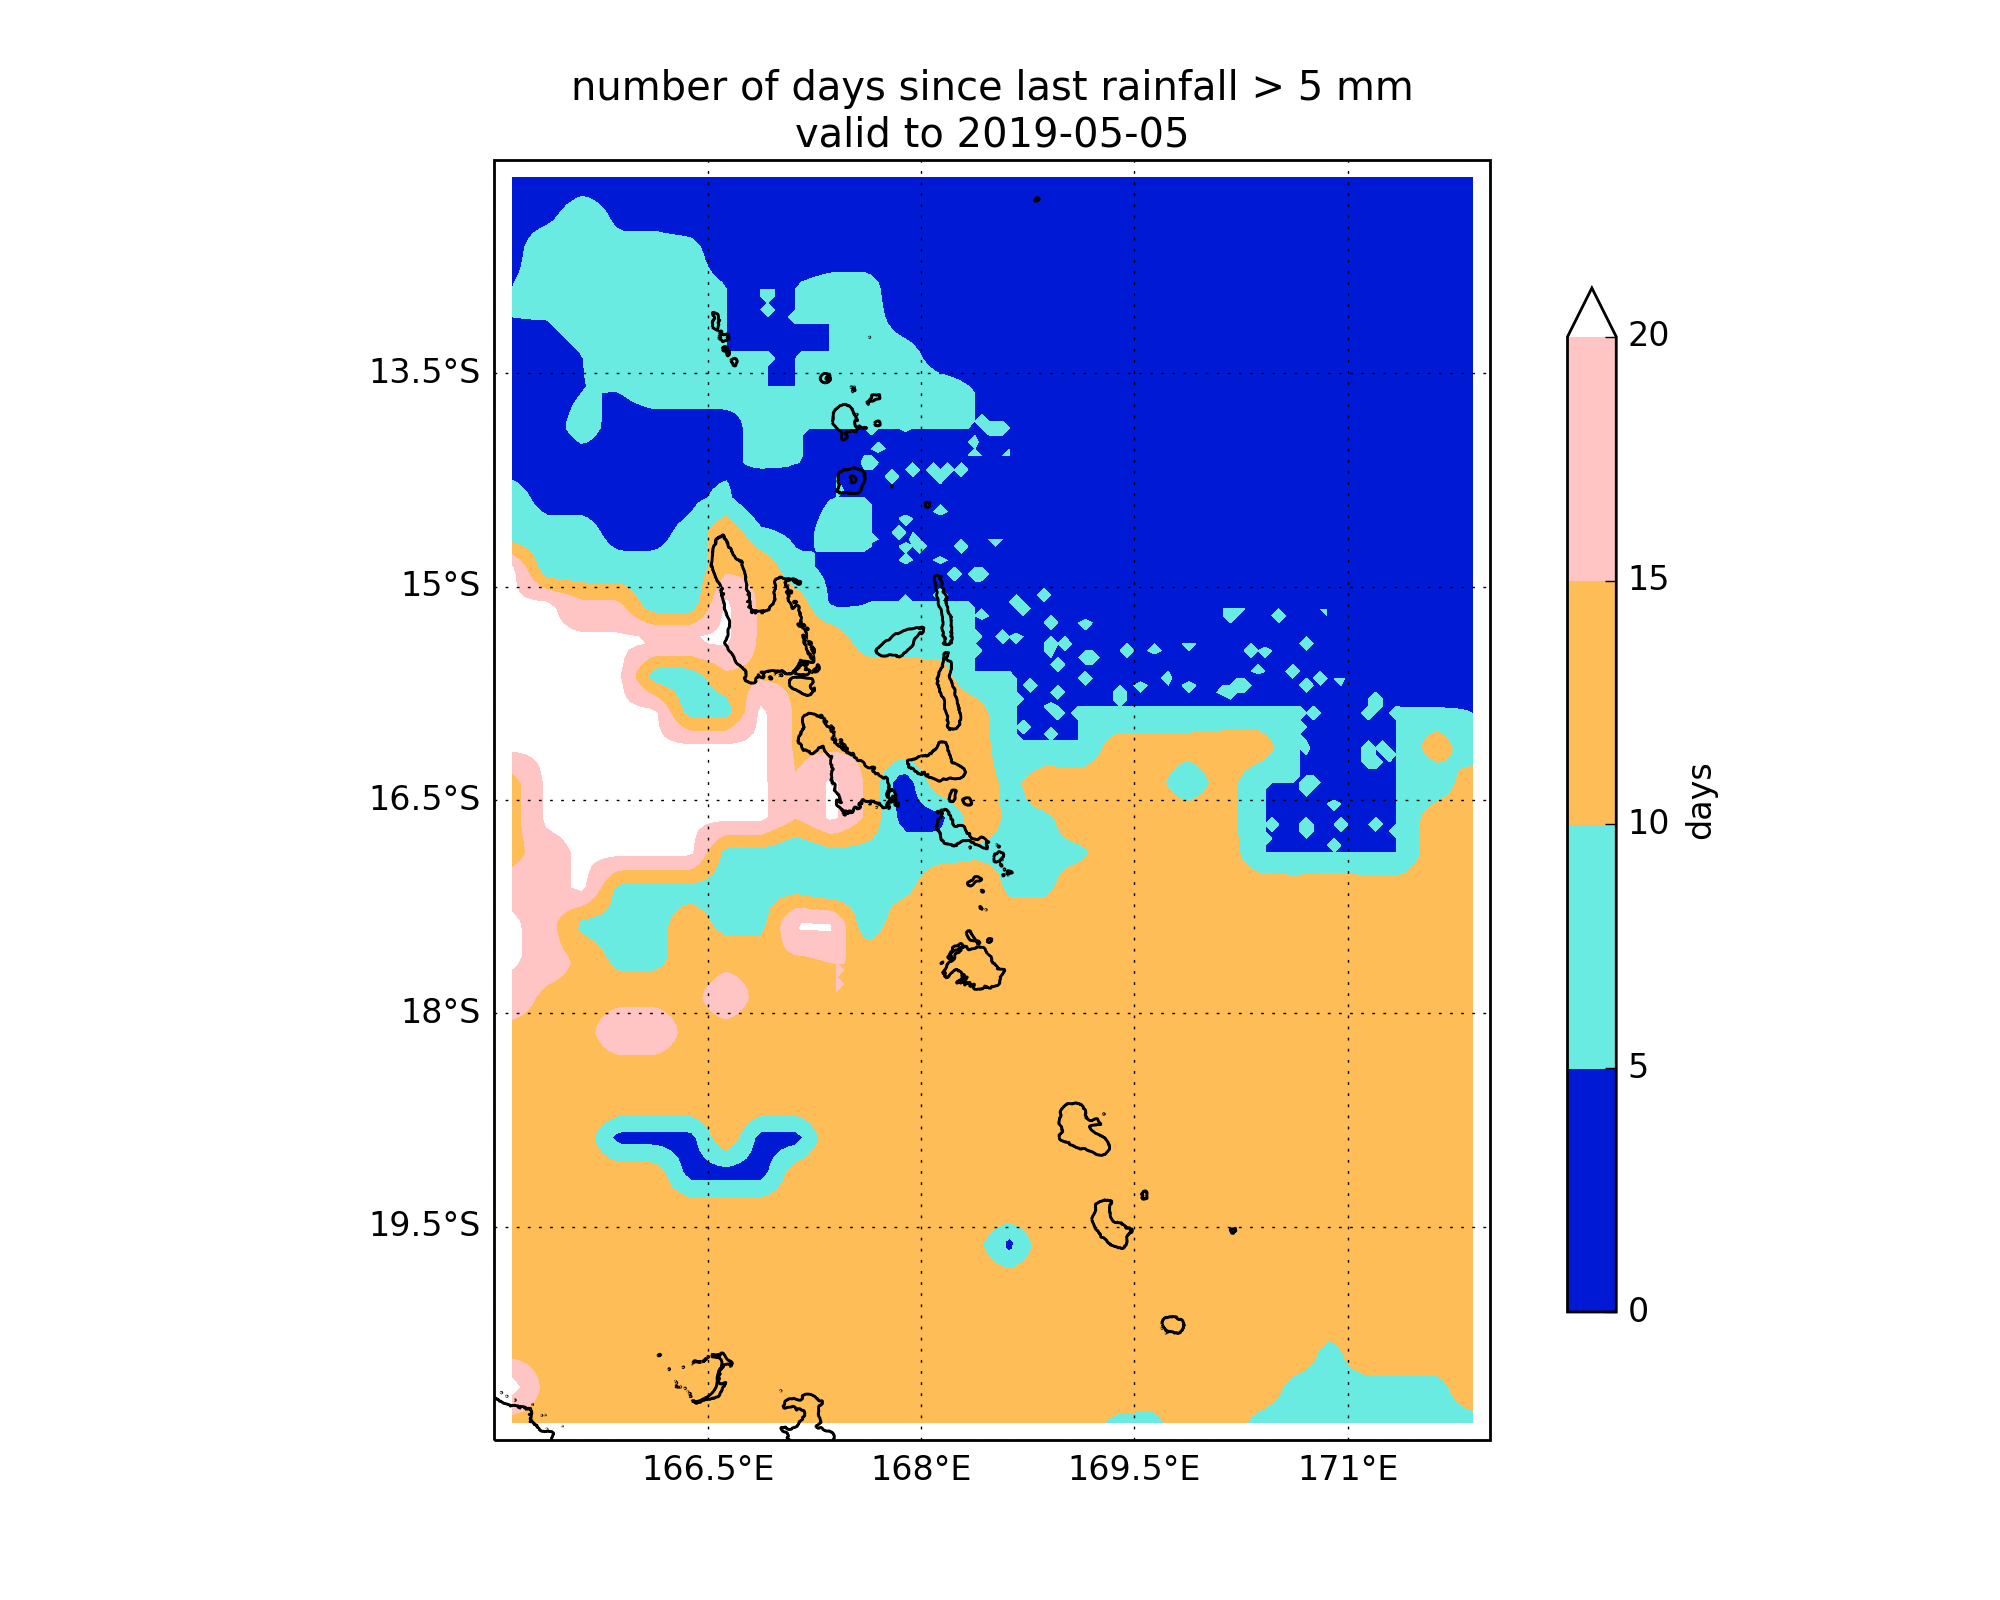 number of days since last rainfall > 5 mm
valid to 2019-05-05
13.5°S
15°S
16.5°S
18°S
19.5°S
166.5°E
168°E
169.5°E
171°E
20
15
10
5
0
days